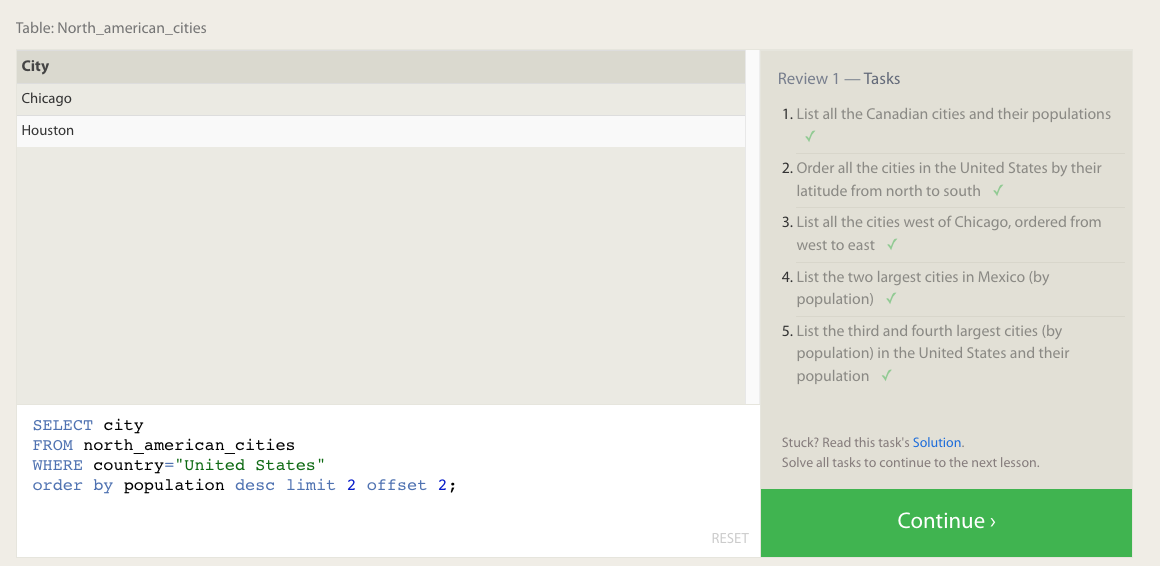 Table: North_american_cities
City
Chicago
Houston
SELECT city
FROM north_american_cities
WHERE country="United States"
order by population desc limit 2 offset 2;
RESET
Review 1 — Tasks
1. List all the Canadian cities and their populations
✓
2. Order all the cities in the United States by their
latitude from north to south ✓
3. List all the cities west of Chicago, ordered from
west to east ✓
4. List the two largest cities in Mexico (by
population) ✓
5. List the third and fourth largest cities (by
population) in the United States and their
population ✓
Stuck? Read this task's Solution.
Solve all tasks to continue to the next lesson.
Continue ›